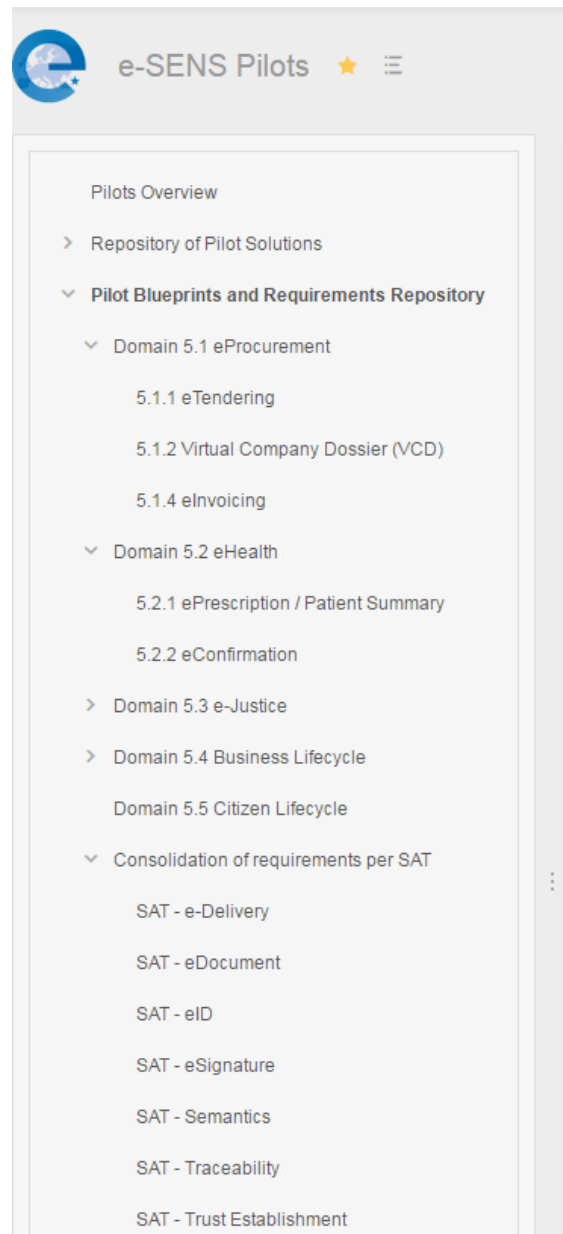 e-SENS Pilots
Pilots Overview
Repository of Pilot Solutions
Pilot Blueprints and Requirements Repository
Domain 5.1 eProcurement
5.1.1 eTendering
5.1.2 Virtual Company Dossier (VCD)
5.1.4 eInvoicing
Domain 5.2 eHealth
5.2.1 ePrescription / Patient Summary
5.2.2 eConfirmation
Domain 5.3 e-Justice
Domain 5.4 Business Lifecycle
Domain 5.5 Citizen Lifecycle
Consolidation of requirements per SAT
SAT - e-Delivery
SAT - eDocument
SAT - eID
SAT - eSignature
SAT - Semantics
SAT - Traceability
SAT - Trust Establishment